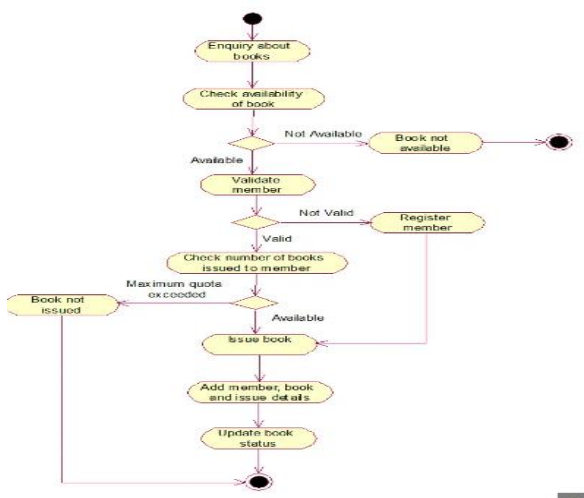 Enquiry about
books
Check availability
of book
Not Available
Book not
available
Available
Validate
member
Not Valid
Register
member
Valid
Check number of books
issued to member
Maximum quota
exceeded
Book not
issued
Available
Issue book
Add member, book
and issue details
Update book
status